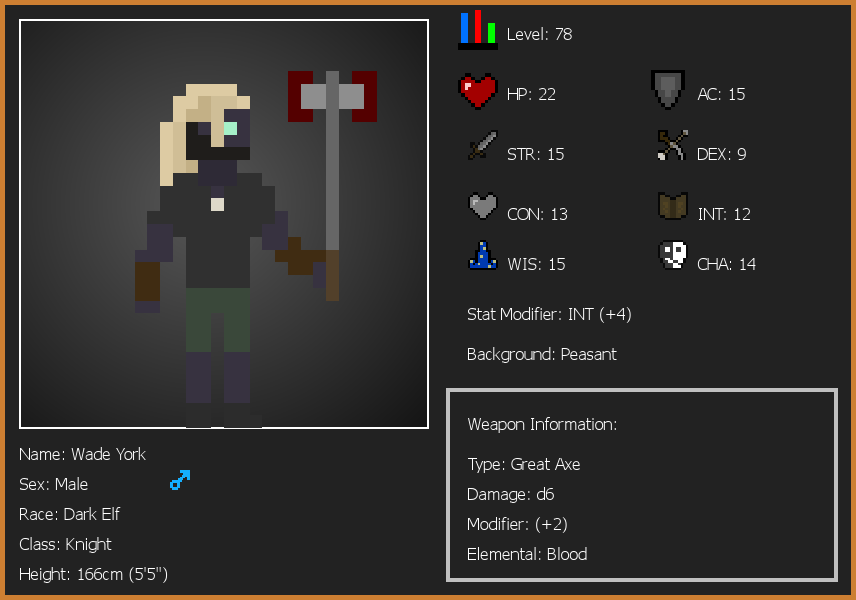 Level: 78
HP: 22
AC: 15
STR: 15
DEX: 9
CON: 13
INT: 12
WIS: 15
CHA: 14
Stat Modifier: INT (+4)
Background: Peasant
Weapon Information:
Type: Great Axe
Damage: d6
Modifier: (+2)
Elemental: Blood
Name: Wade York
Sex: Male
Race: Dark Elf
Class: Knight
Height: 166cm (5'5")